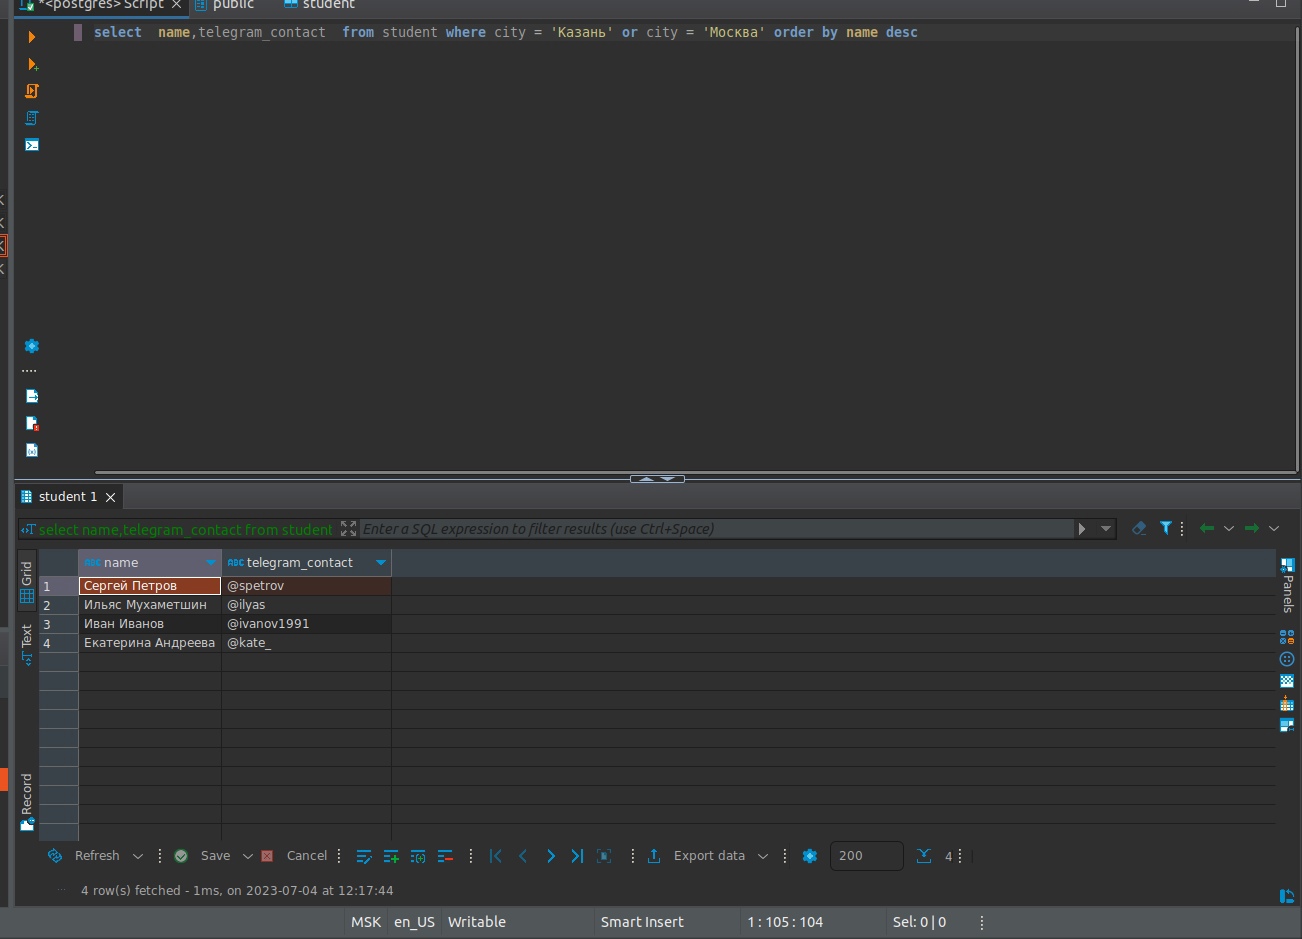 *<postgres> Script
public
student
select  name,telegram_contact  from student where city = 'Казань' or city = 'Москва' order by name desc
student 1
select name,telegram_contact from student
Enter a SQL expression to filter results (use Ctrl+Space)
Grid
Text
Record
ABC name
ABC telegram_contact
1 Сергей Петров @spetrov
2 Ильяс Мухаметшин @ilyas
3 Иван Иванов @ivanov1991
4 Екатерина Андреева @kate_
Panels
Refresh
Save
Cancel
Export data
200
4
4 row(s) fetched - 1ms, on 2023-07-04 at 12:17:44
MSK
en_US
Writable
Smart Insert
1 : 105 : 104
Sel: 0 | 0